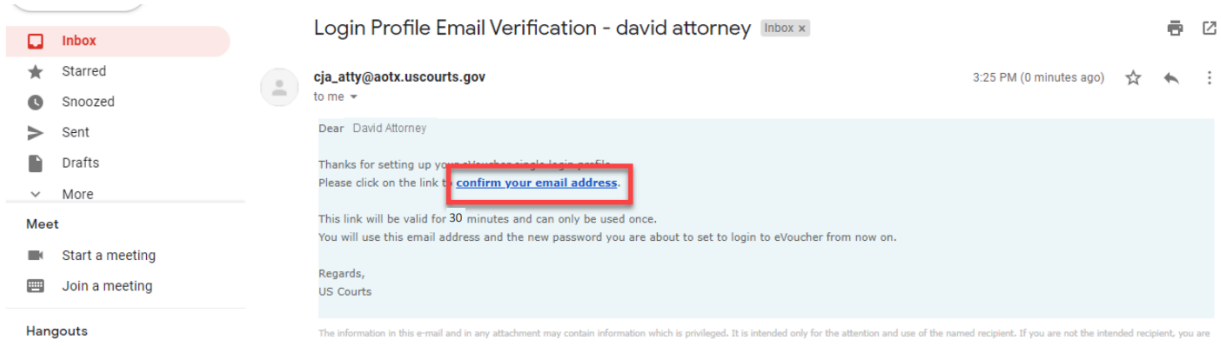 Inbox
Starred
Snoozed
Sent
Drafts
More
Meet
Start a meeting
Join a meeting
Hangouts
Login Profile Email Verification - david attorney Inbox x
cja_atty@aotx.uscourts.gov 3:25 PM (0 minutes ago)
to me
Dear David Attorney
Thanks for setting up your eVoucher single login profile.
Please click on the link to confirm your email address.
This link will be valid for 30 minutes and can only be used once.
You will use this email address and the new password you are about to set to login to eVoucher from now on.
Regards,
US Courts
The information in this e-mail and in any attachment may contain information which is privileged. It is intended only for the attention and use of the named recipient. If you are not the intended recipient, you are